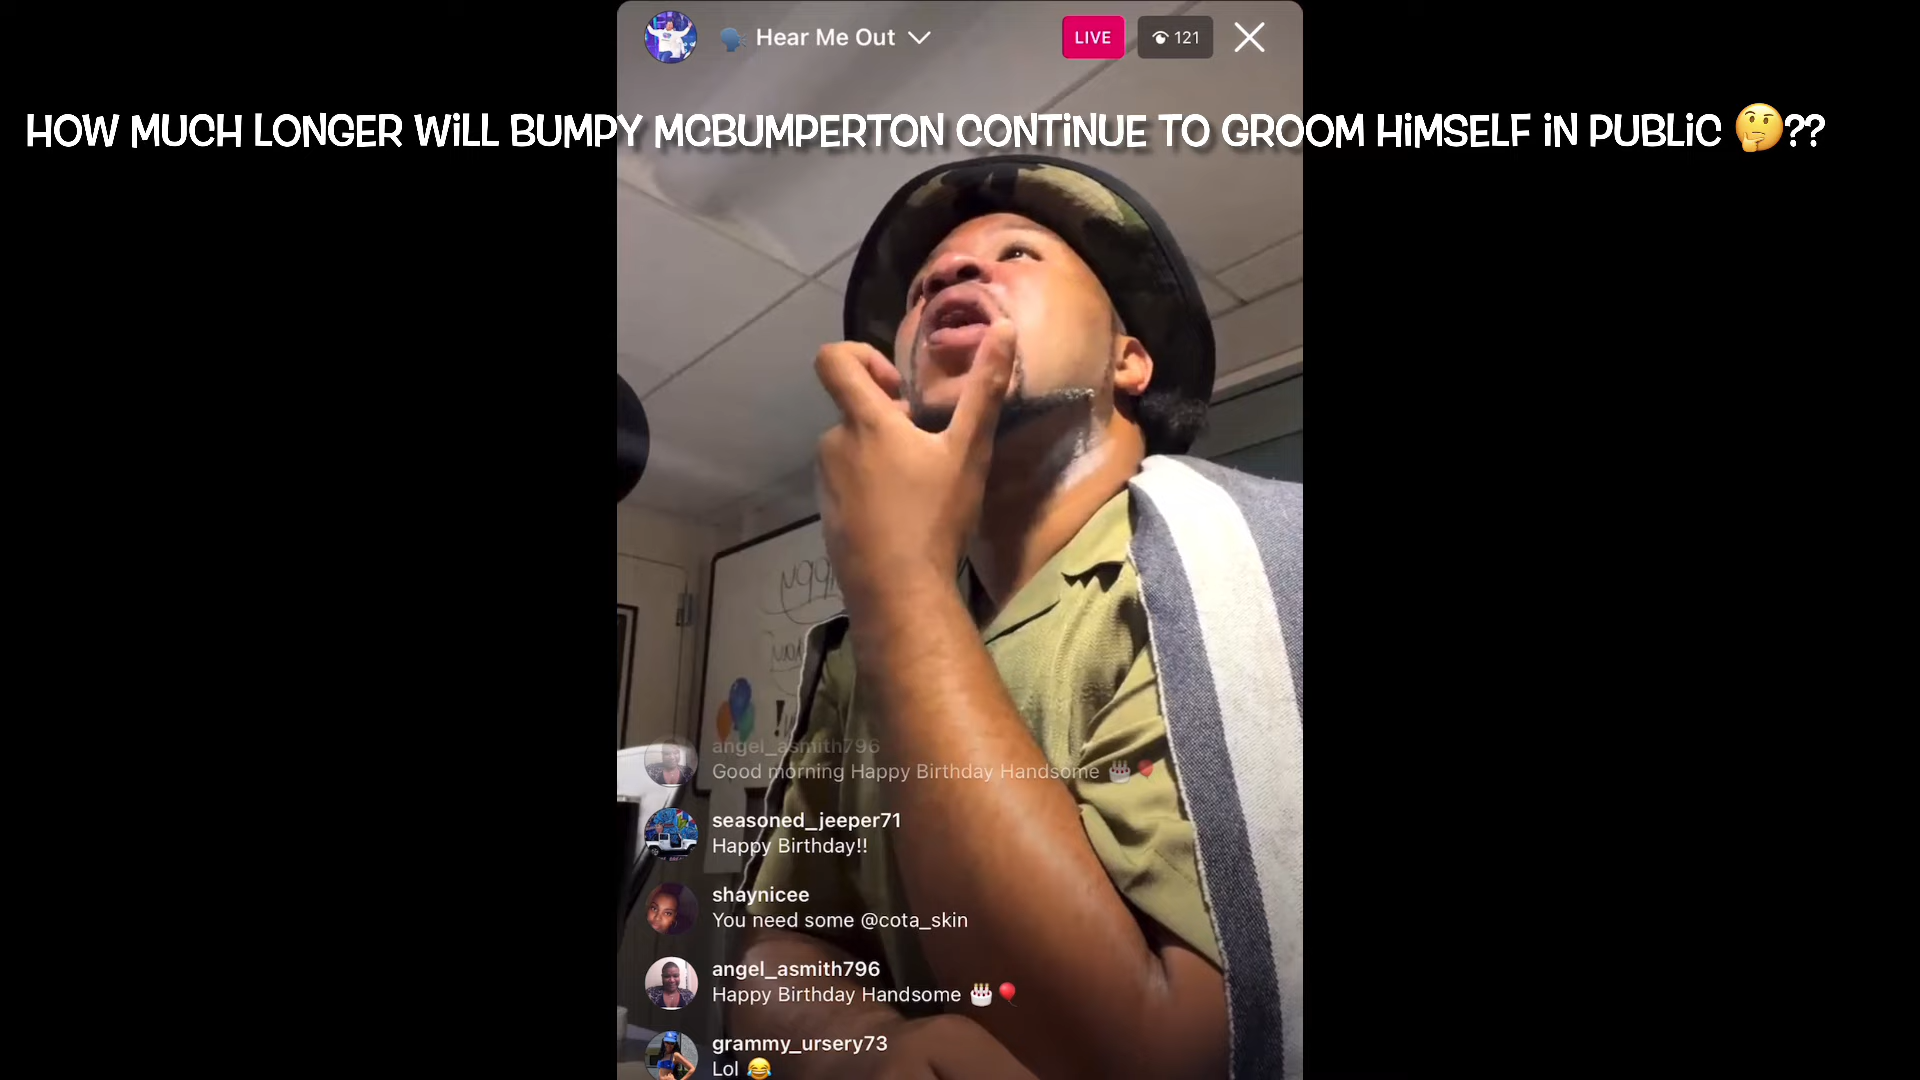 🗣️ Hear Me Out
LIVE
121
HOW MUCH LONGER WiLL BUMPY MCBUMPERTON CONTiNUE TO GROOM HiMSELF iN PUBLiC 🤔??
angel_asmith796
Good morning Happy Birthday Handsome 🎂🎈
seasoned_jeeper71
Happy Birthday!!
shaynicee
You need some @cota_skin
angel_asmith796
Happy Birthday Handsome 🎂🎈
grammy_ursery73
Lol 😂